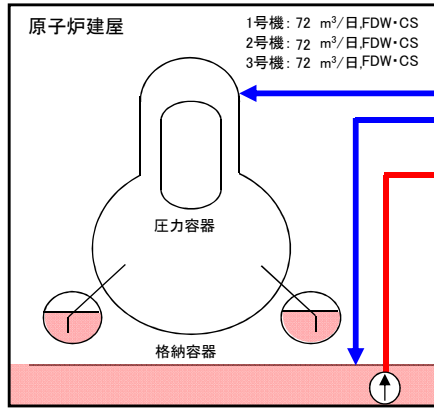 原子炉建屋
1号機: 72 m³/日,FDW・CS
2号機: 72 m³/日,FDW・CS
3号機: 72 m³/日,FDW・CS
圧力容器
格納容器